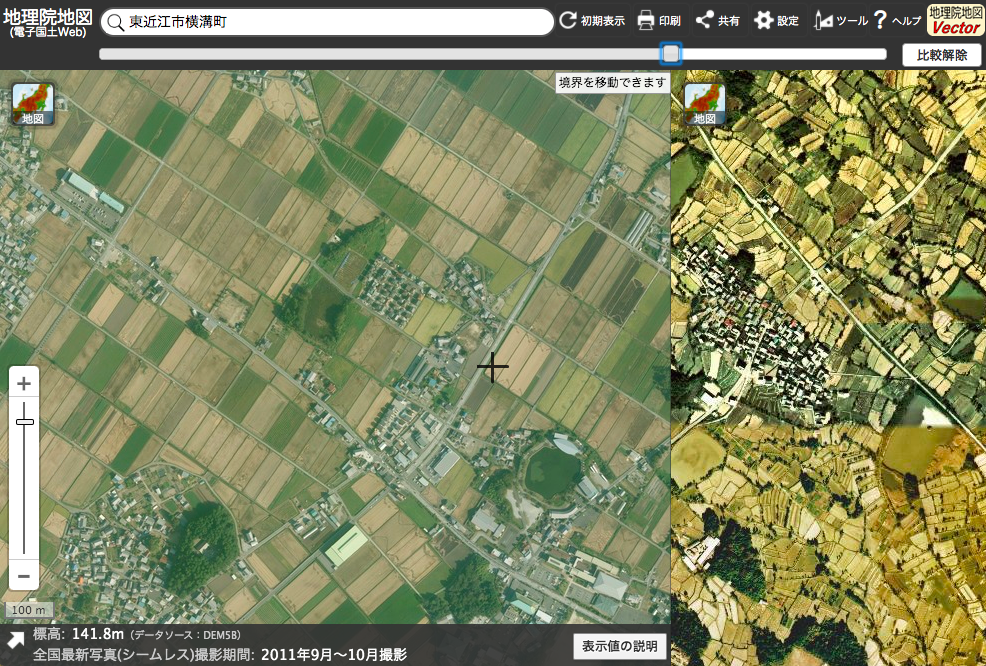 地理院地図
(電子国土Web)
東近江市横溝町
初期表示
印刷
共有
設定
ツール
ヘルプ
地理院地図
Vector
比較解除
境界を移動できます
地図
地図
100 m
標高: 141.8m (データソース：DEM5B)
全国最新写真(シームレス)撮影期間: 2011年9月～10月撮影
表示値の説明